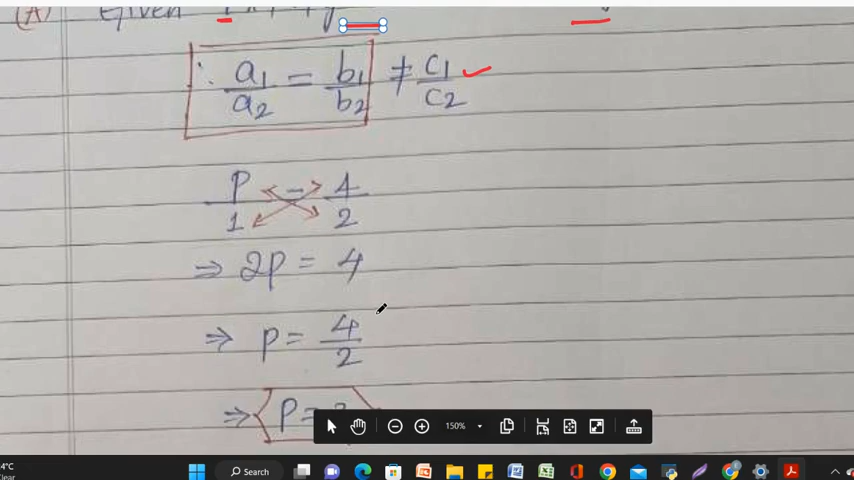 (A) Given
∵ a₁/a₂ = b₁/b₂ ≠ c₁/c₂
P/1 = 4/2
⇒ 2P = 4
⇒ P = 4/2
⇒ P =
150%
4°C
Clear
Search